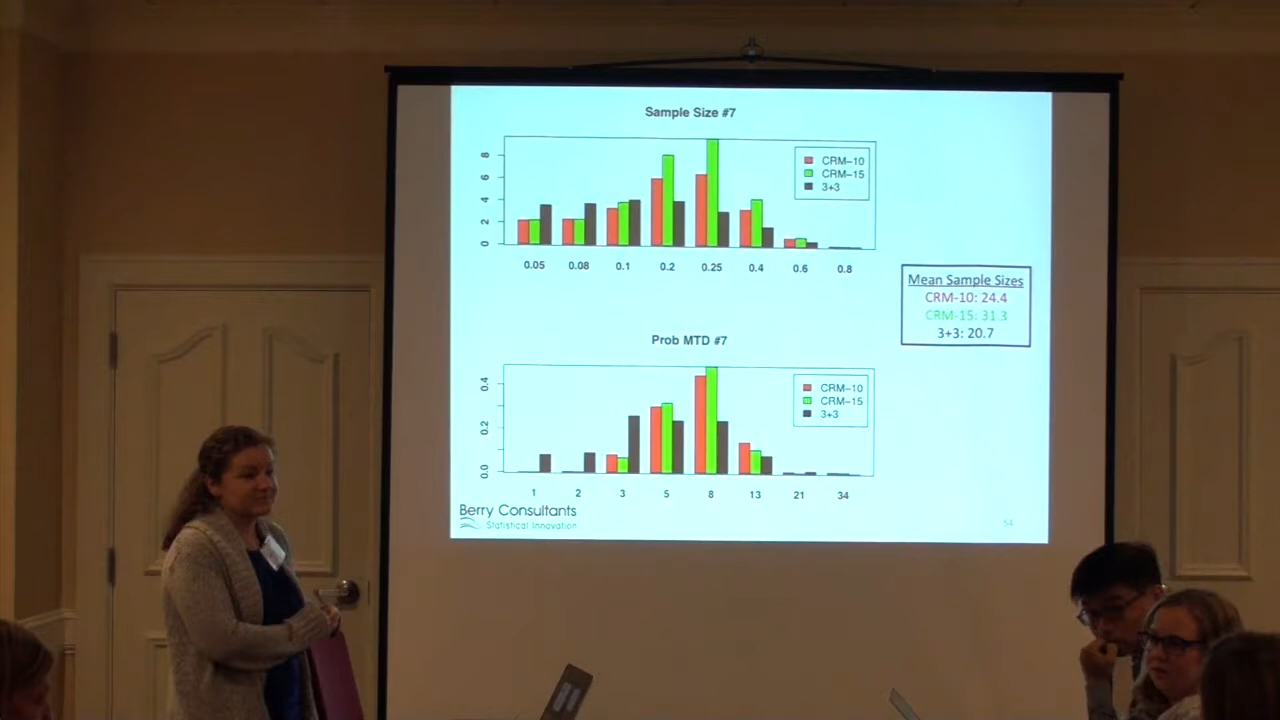 Sample Size #7
8
6
4
2
0
CRM–10
CRM–15
3+3
0.05 0.08 0.1 0.2 0.25 0.4 0.6 0.8
Mean Sample Sizes
CRM-10: 24.4
CRM-15: 31.3
3+3: 20.7
Prob MTD #7
0.4
0.2
0.0
CRM–10
CRM–15
3+3
1 2 3 5 8 13 21 34
Berry Consultants
Statistical Innovation
54